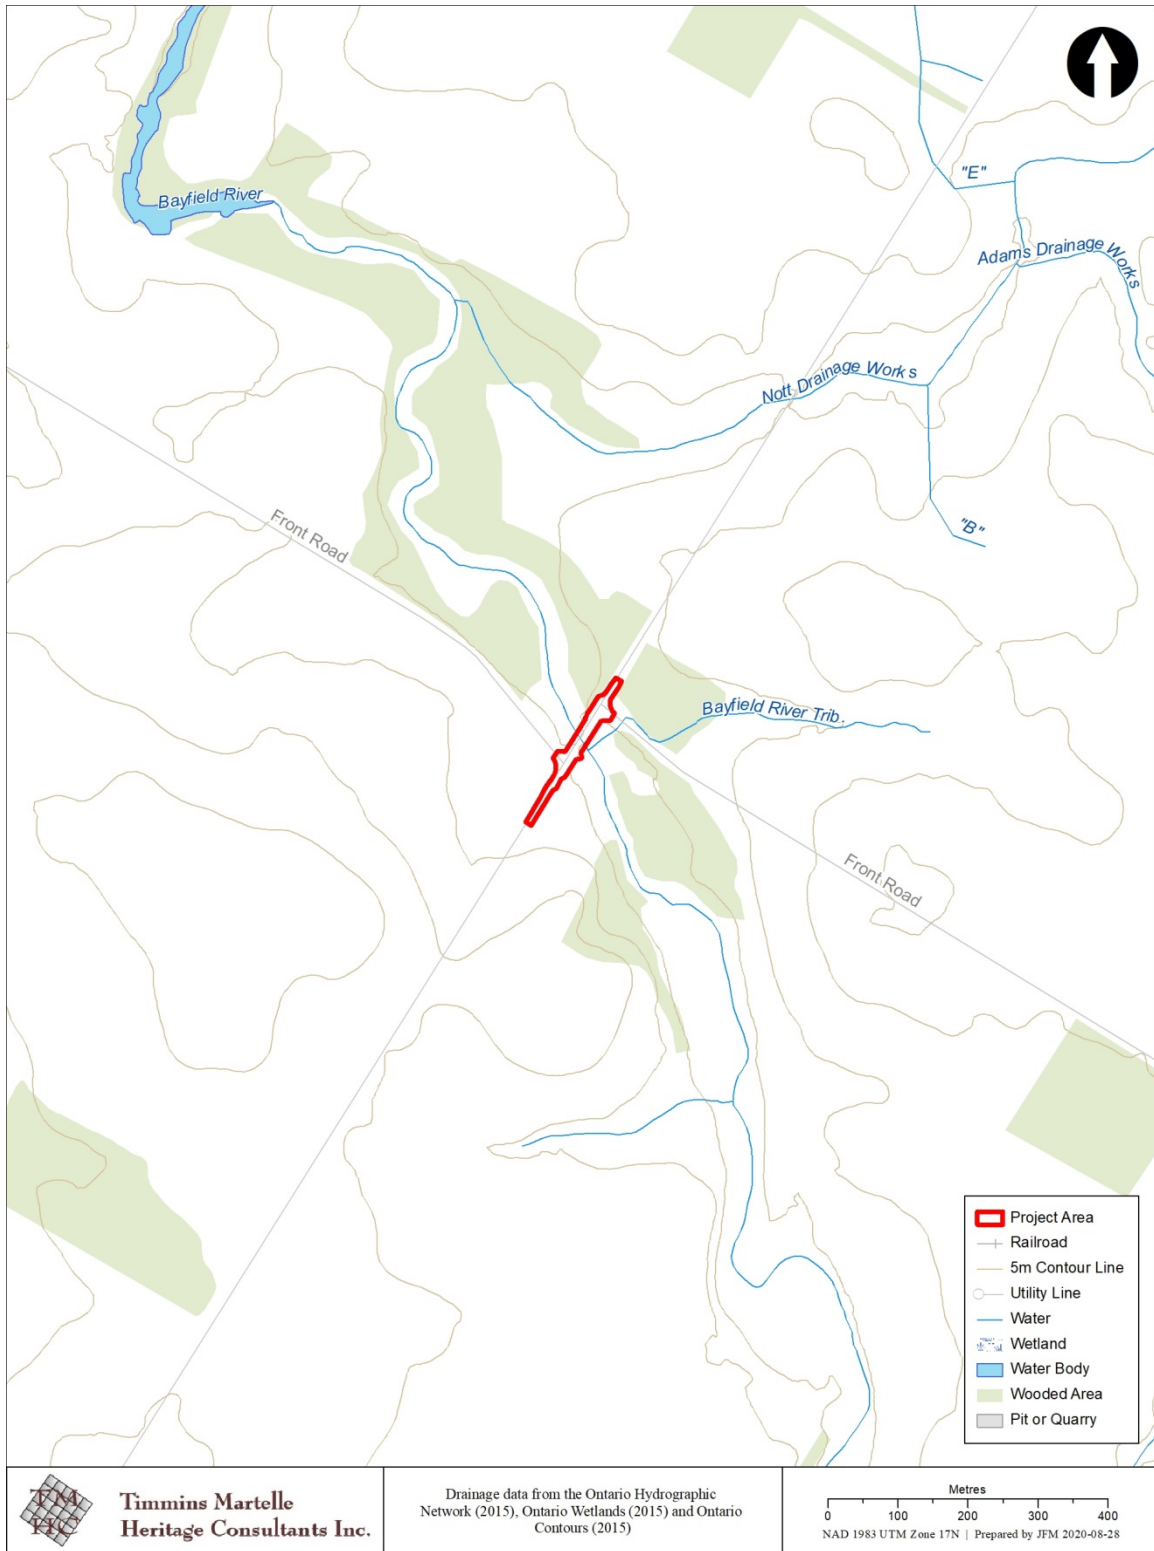 Bayfield River
"E"
Adams Drainage Works
Nott Drainage Works
Front Road
"B"
Bayfield River Trib.
Front Road
Project Area
Railroad
5m Contour Line
Utility Line
Water
Wetland
Water Body
Wooded Area
Pit or Quarry
TM
HC
Timmins Martelle
Heritage Consultants Inc.
Drainage data from the Ontario Hydrographic
Network (2015), Ontario Wetlands (2015) and Ontario
Contours (2015)
Metres
0 100 200 300 400
NAD 1983 UTM Zone 17N | Prepared by JFM 2020-08-28